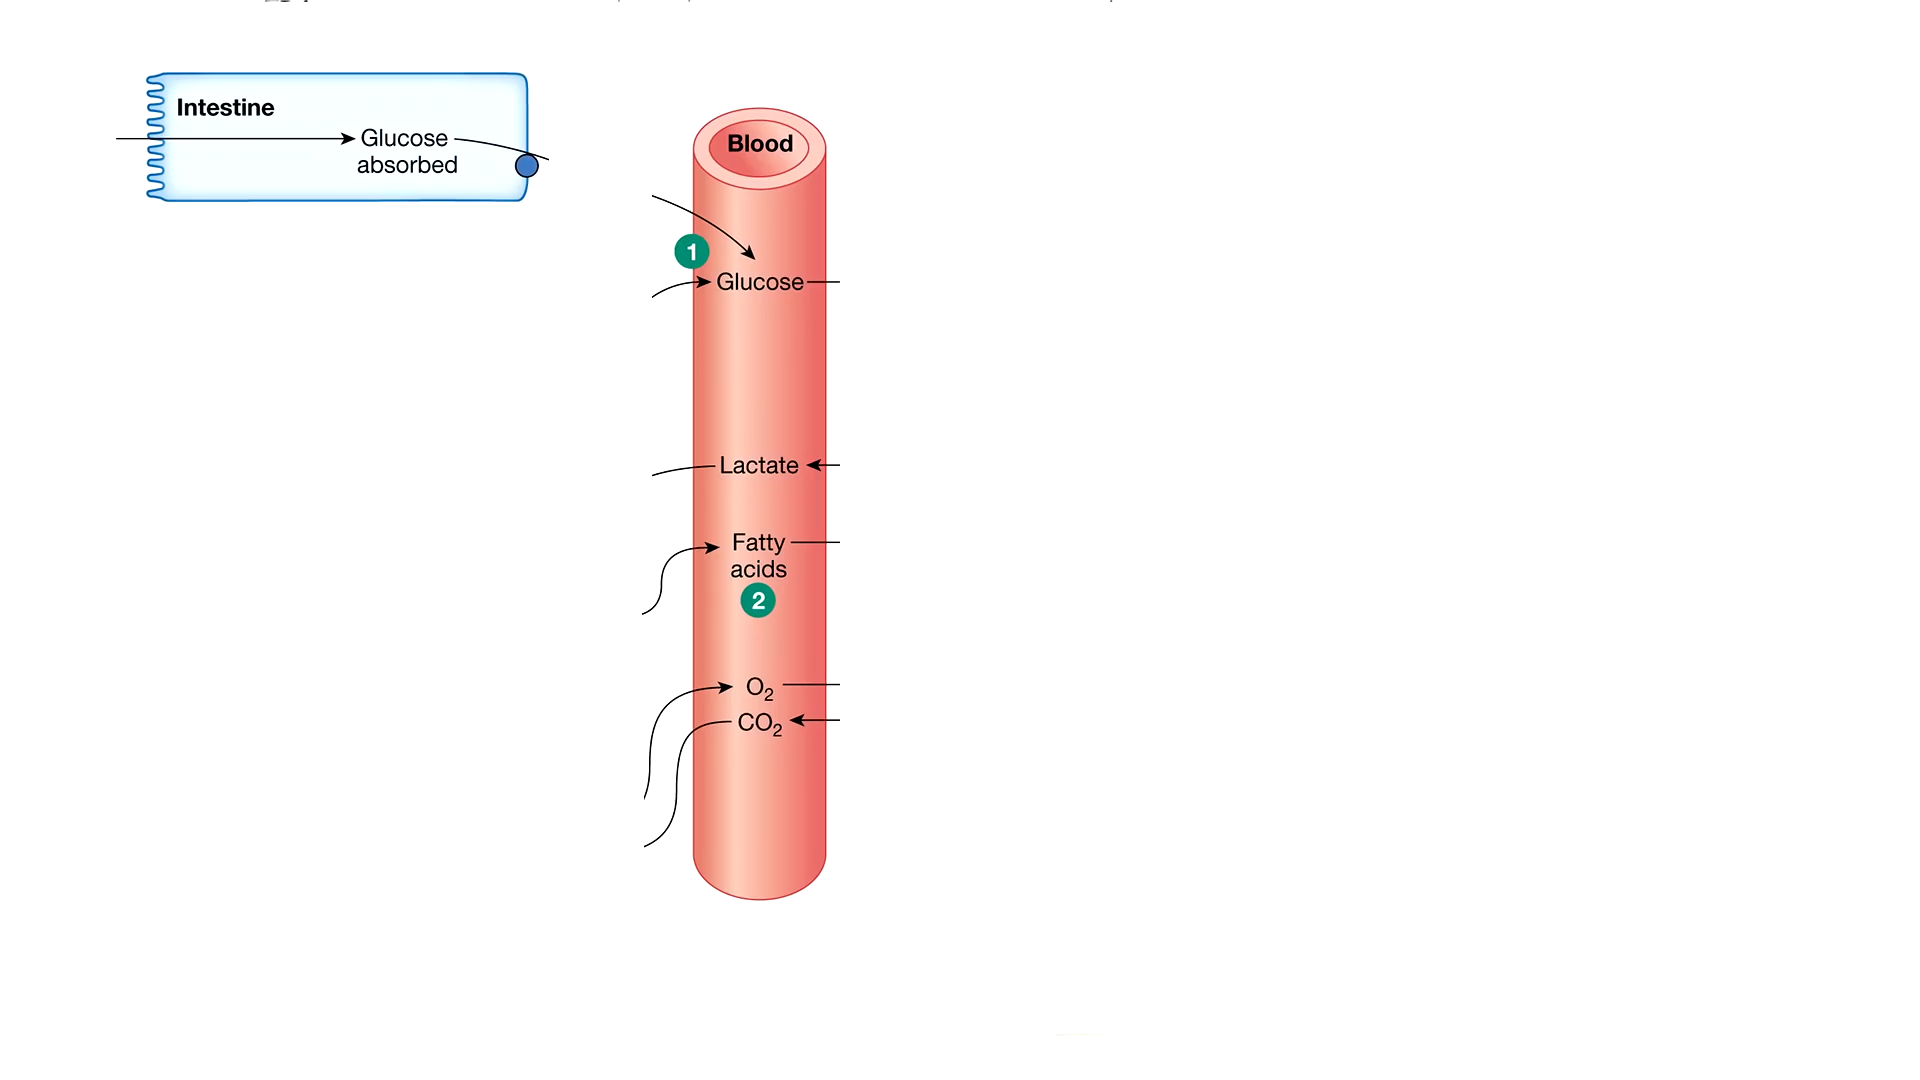 Intestine
Glucose
absorbed
Blood
1
Glucose
Lactate
Fatty
acids
2
O₂
CO₂